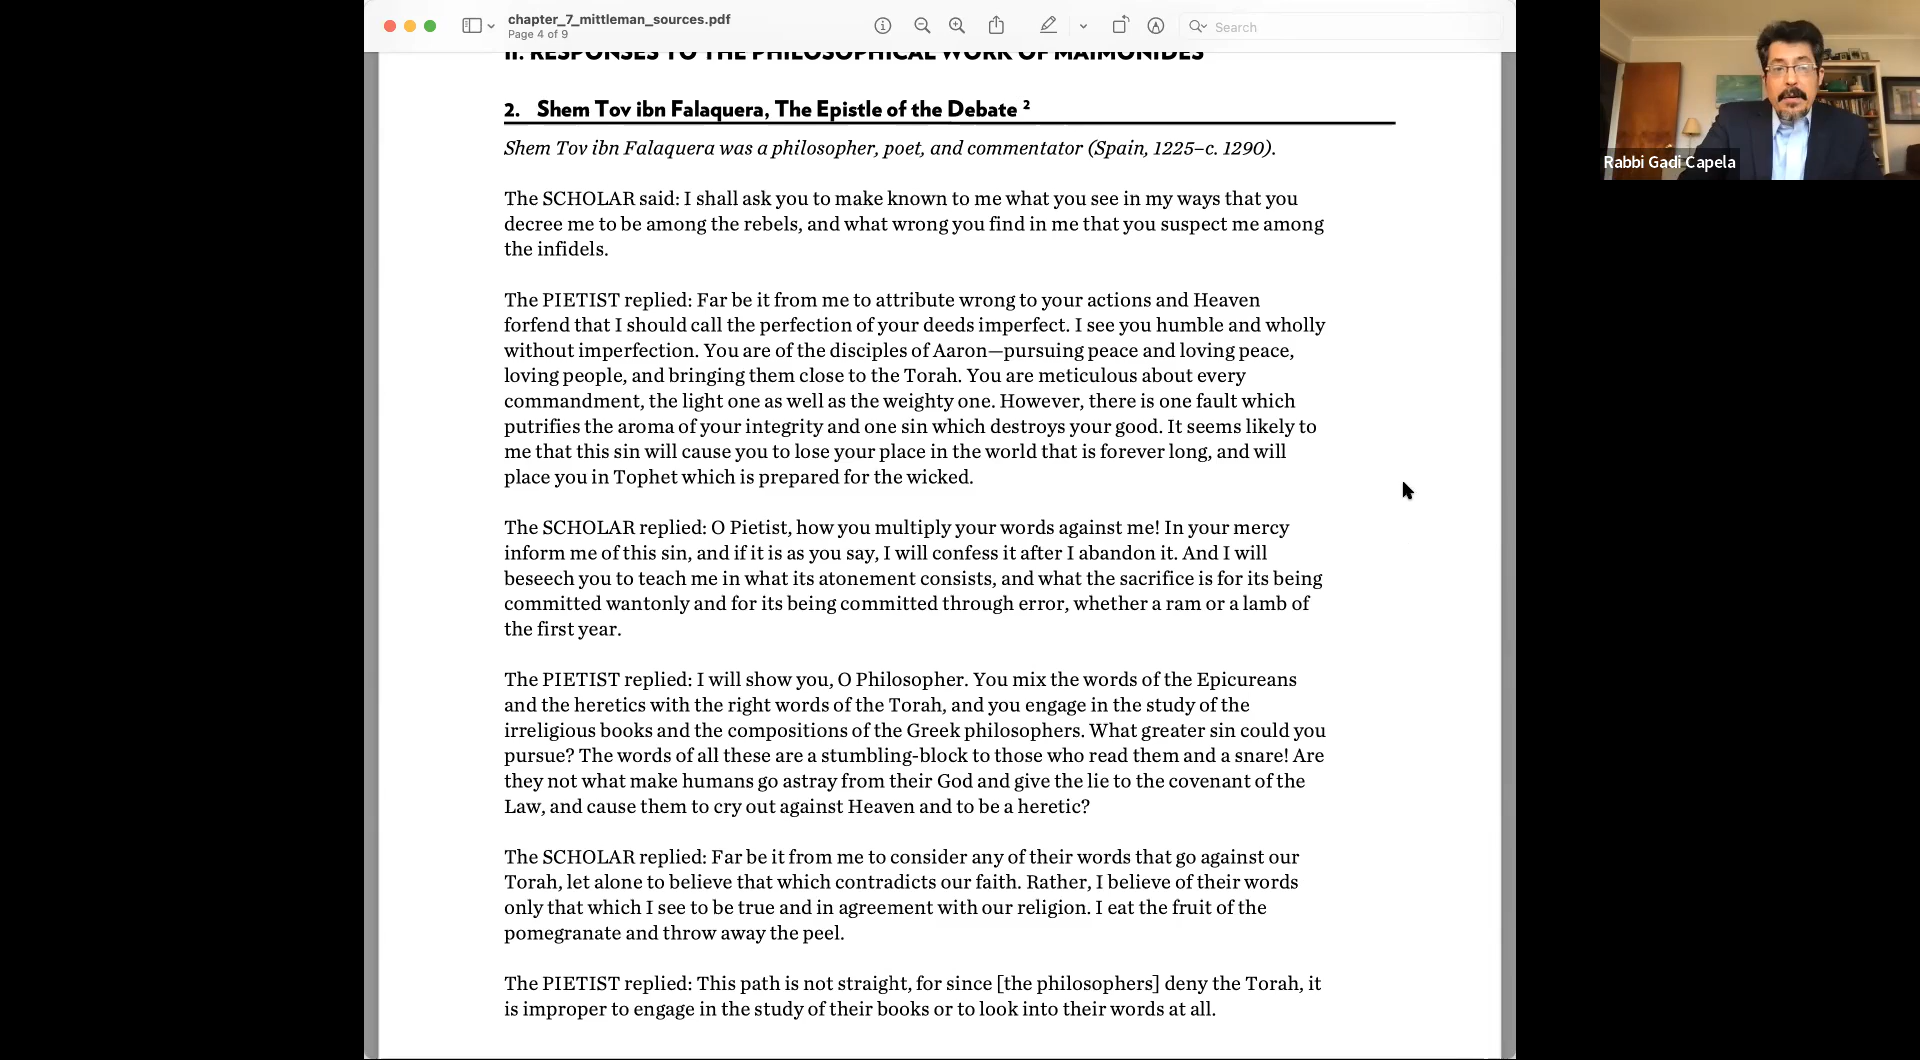 chapter_7_mittleman_sources.pdf
Page 4 of 9
Search
Rabbi Gadi Capela
II. RESPONSES TO THE PHILOSOPHICAL WORK OF MAIMONIDES
2. Shem Tov ibn Falaquera, The Epistle of the Debate 2
Shem Tov ibn Falaquera was a philosopher, poet, and commentator (Spain, 1225–c. 1290).
The SCHOLAR said: I shall ask you to make known to me what you see in my ways that you
decree me to be among the rebels, and what wrong you find in me that you suspect me among
the infidels.
The PIETIST replied: Far be it from me to attribute wrong to your actions and Heaven
forfend that I should call the perfection of your deeds imperfect. I see you humble and wholly
without imperfection. You are of the disciples of Aaron—pursuing peace and loving peace,
loving people, and bringing them close to the Torah. You are meticulous about every
commandment, the light one as well as the weighty one. However, there is one fault which
putrifies the aroma of your integrity and one sin which destroys your good. It seems likely to
me that this sin will cause you to lose your place in the world that is forever long, and will
place you in Tophet which is prepared for the wicked.
The SCHOLAR replied: O Pietist, how you multiply your words against me! In your mercy
inform me of this sin, and if it is as you say, I will confess it after I abandon it. And I will
beseech you to teach me in what its atonement consists, and what the sacrifice is for its being
committed wantonly and for its being committed through error, whether a ram or a lamb of
the first year.
The PIETIST replied: I will show you, O Philosopher. You mix the words of the Epicureans
and the heretics with the right words of the Torah, and you engage in the study of the
irreligious books and the compositions of the Greek philosophers. What greater sin could you
pursue? The words of all these are a stumbling-block to those who read them and a snare! Are
they not what make humans go astray from their God and give the lie to the covenant of the
Law, and cause them to cry out against Heaven and to be a heretic?
The SCHOLAR replied: Far be it from me to consider any of their words that go against our
Torah, let alone to believe that which contradicts our faith. Rather, I believe of their words
only that which I see to be true and in agreement with our religion. I eat the fruit of the
pomegranate and throw away the peel.
The PIETIST replied: This path is not straight, for since [the philosophers] deny the Torah, it
is improper to engage in the study of their books or to look into their words at all.